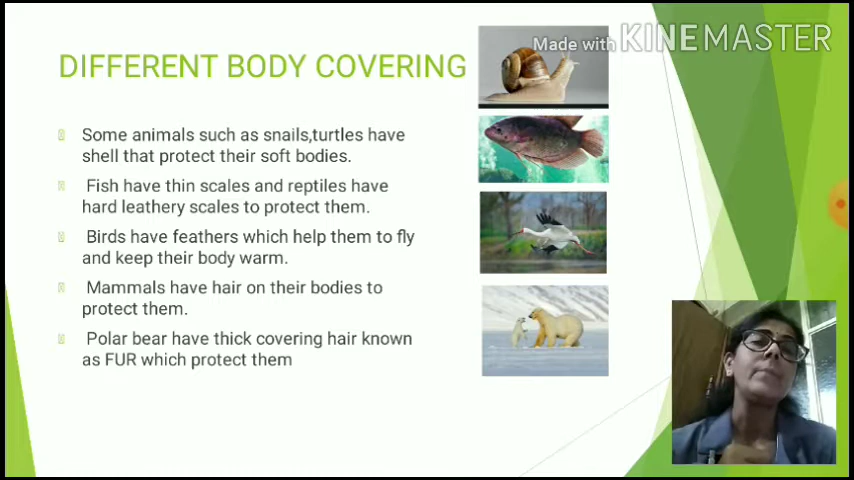 Made with KINEMASTER
DIFFERENT BODY COVERING
Some animals such as snails,turtles have
shell that protect their soft bodies.
Fish have thin scales and reptiles have
hard leathery scales to protect them.
Birds have feathers which help them to fly
and keep their body warm.
Mammals have hair on their bodies to
protect them.
Polar bear have thick covering hair known
as FUR which protect them